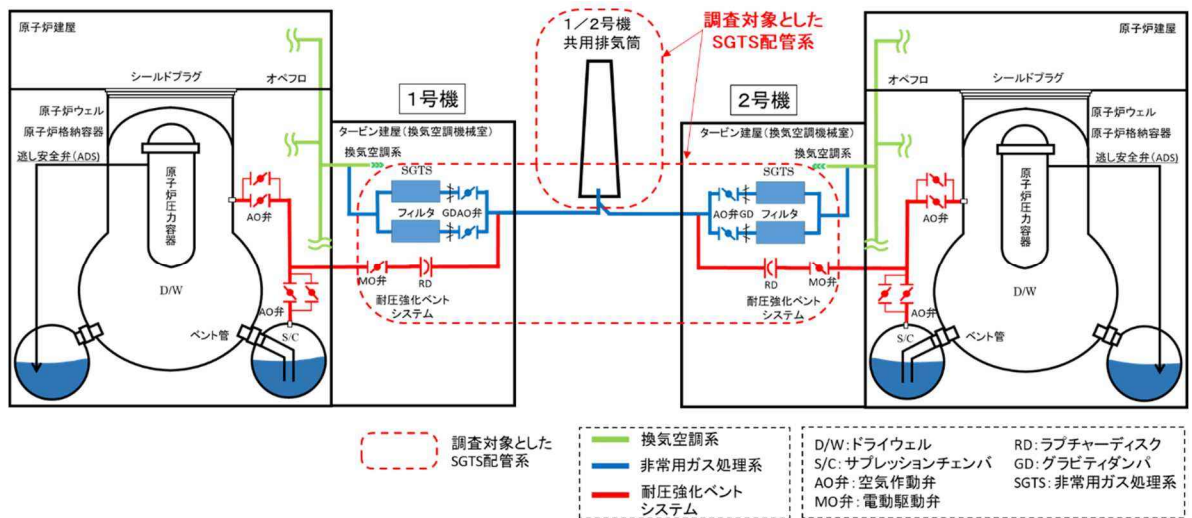 原子炉建屋
1／2号機
共用排気筒
調査対象とした
SGTS配管系
原子炉建屋
シールドプラグ
オペフロ
1号機
2号機
オペフロ
シールドプラグ
原子炉ウェル
原子炉格納容器
逃し安全弁(ADS)
原子炉圧力容器
AO弁
D/W
AO弁
ベント管
S/C
タービン建屋(換気空調機械室)
換気空調系
SGTS
フィルタ
GD
AO弁
MO弁
RD
耐圧強化ベント
システム
タービン建屋(換気空調機械室)
換気空調系
SGTS
AO弁
GD
フィルタ
RD
MO弁
耐圧強化ベント
システム
原子炉ウェル
原子炉格納容器
逃し安全弁(ADS)
原子炉圧力容器
AO弁
D/W
AO弁
S/C
ベント管
調査対象とした
SGTS配管系
換気空調系
非常用ガス処理系
耐圧強化ベント
システム
D/W:ドライウェル
S/C:サプレッションチェンバ
AO弁:空気作動弁
MO弁:電動駆動弁
RD:ラプチャーディスク
GD:グラビティダンパ
SGTS:非常用ガス処理系